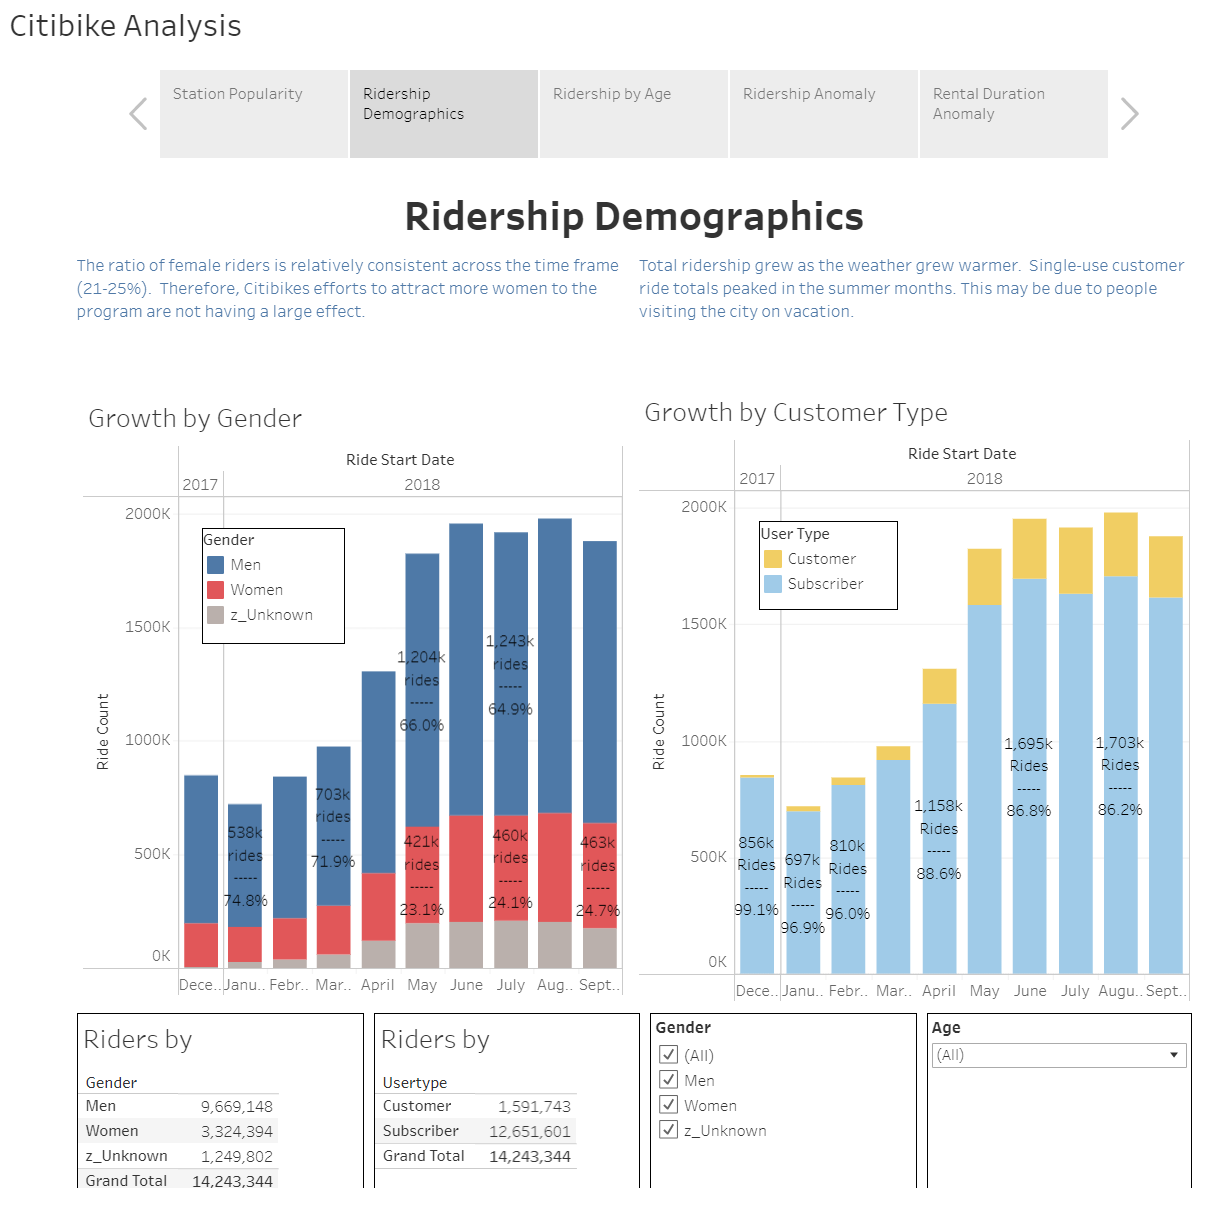 Citibike Analysis
Station Popularity
Ridership
Demographics
Ridership by Age
Ridership Anomaly
Rental Duration
Anomaly
Ridership Demographics
The ratio of female riders is relatively consistent across the time frame
(21-25%).  Therefore, Citibikes efforts to attract more women to the
program are not having a large effect.
Total ridership grew as the weather grew warmer.  Single-use customer
ride totals peaked in the summer months. This may be due to people
visiting the city on vacation.
Growth by Gender
Ride Start Date
2017
2018
2000K
1500K
1000K
500K
0K
Ride Count
Gender
Men
Women
z_Unknown
538k
rides
-----
74.8%
703k
rides
-----
71.9%
1,204k
rides
-----
66.0%
421k
rides
-----
23.1%
1,243k
rides
-----
64.9%
460k
rides
-----
24.1%
463k
rides
-----
24.7%
Dece..
Janu..
Febr..
Mar..
April
May
June
July
Aug..
Sept..
Growth by Customer Type
Ride Start Date
2017
2018
2000K
1500K
1000K
500K
0K
Ride Count
User Type
Customer
Subscriber
856k
Rides
-----
99.1%
697k
Rides
-----
96.9%
810k
Rides
-----
96.0%
1,158k
Rides
-----
88.6%
1,695k
Rides
-----
86.8%
1,703k
Rides
-----
86.2%
Dece..
Janu..
Febr..
Mar..
April
May
June
July
Augu..
Sept..
Riders by
Gender
Men 9,669,148
Women 3,324,394
z_Unknown 1,249,802
Grand Total 14,243,344
Riders by
Usertype
Customer 1,591,743
Subscriber 12,651,601
Grand Total 14,243,344
Gender
(All)
Men
Women
z_Unknown
Age
(All)